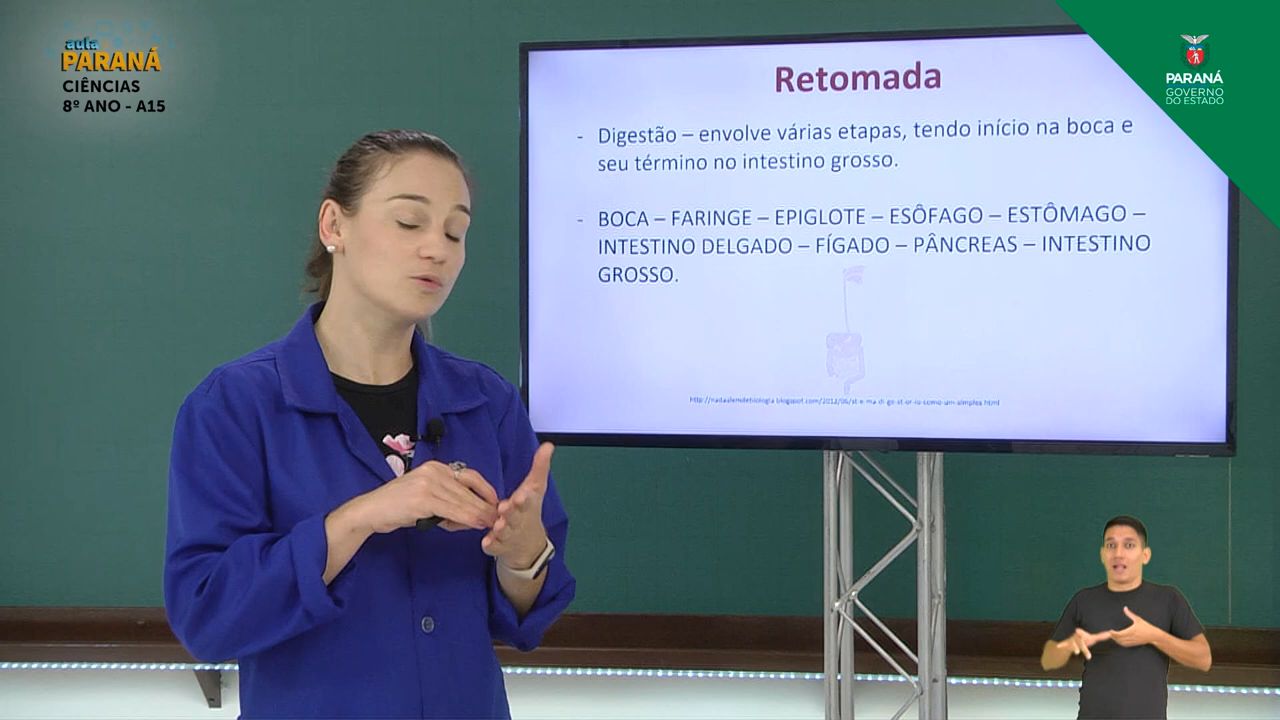 aula
PARANÁ
CIÊNCIAS
8º ANO - A15
PARANÁ
GOVERNO
DO ESTADO
Retomada
- Digestão – envolve várias etapas, tendo início na boca e
seu término no intestino grosso.
- BOCA – FARINGE – EPIGLOTE – ESÔFAGO – ESTÔMAGO –
INTESTINO DELGADO – FÍGADO – PÂNCREAS – INTESTINO
GROSSO.